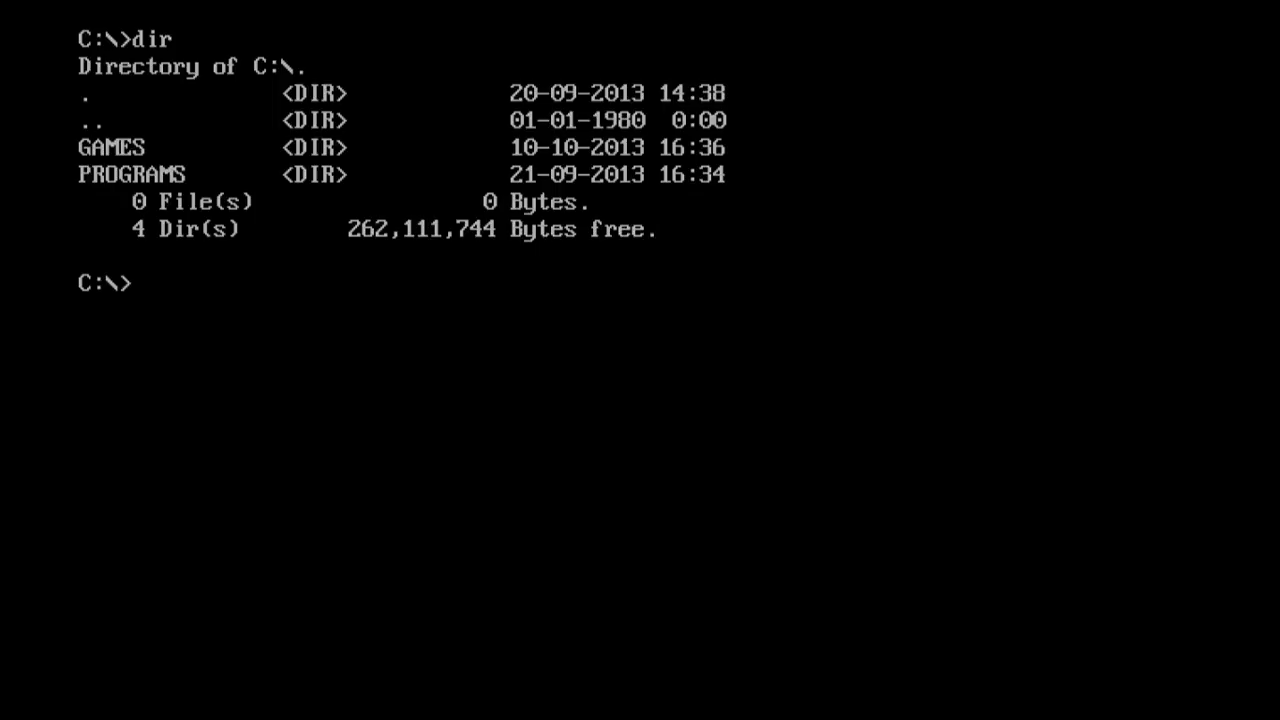 C:\>dir
Directory of C:\.
.              <DIR>            20-09-2013 14:38
..             <DIR>            01-01-1980  0:00
GAMES          <DIR>            10-10-2013 16:36
PROGRAMS       <DIR>            21-09-2013 16:34
    0 File(s)                 0 Bytes.
    4 Dir(s)        262,111,744 Bytes free.
C:\>